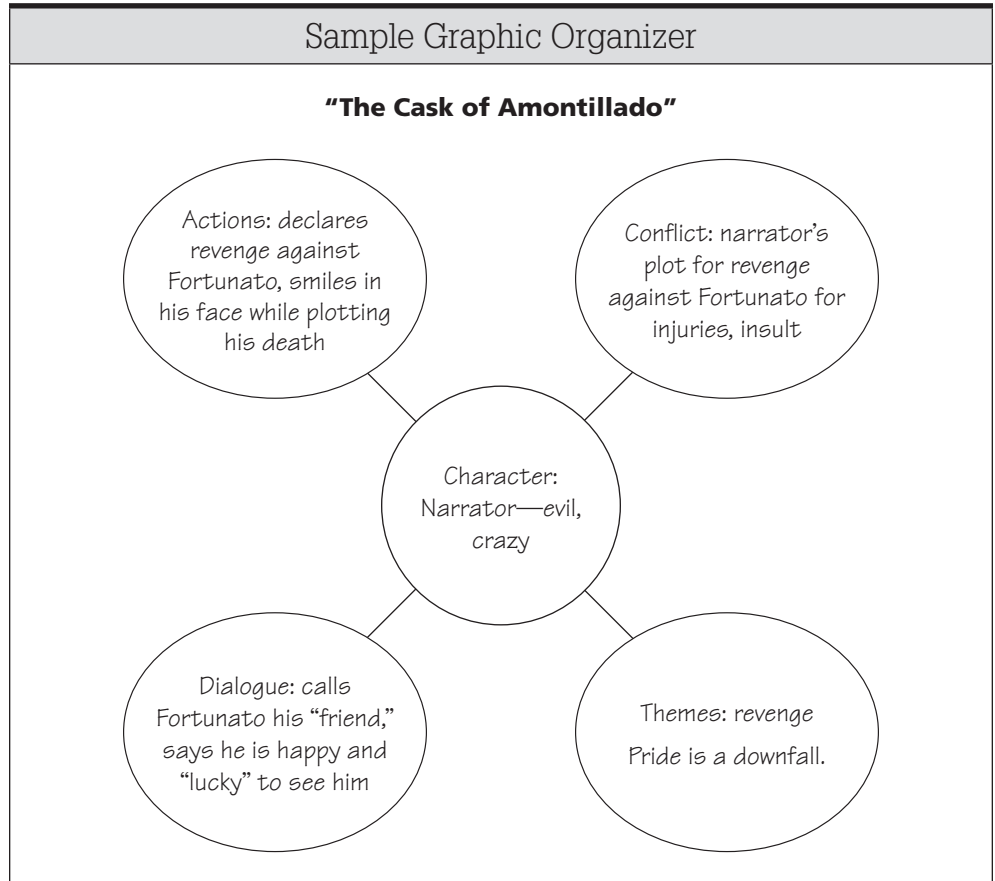 Sample Graphic Organizer
“The Cask of Amontillado”
Actions: declares
revenge against
Fortunato, smiles in
his face while plotting
his death
Conflict: narrator’s
plot for revenge
against Fortunato for
injuries, insult
Character:
Narrator—evil,
crazy
Dialogue: calls
Fortunato his “friend,”
says he is happy and
“lucky” to see him
Themes: revenge
Pride is a downfall.